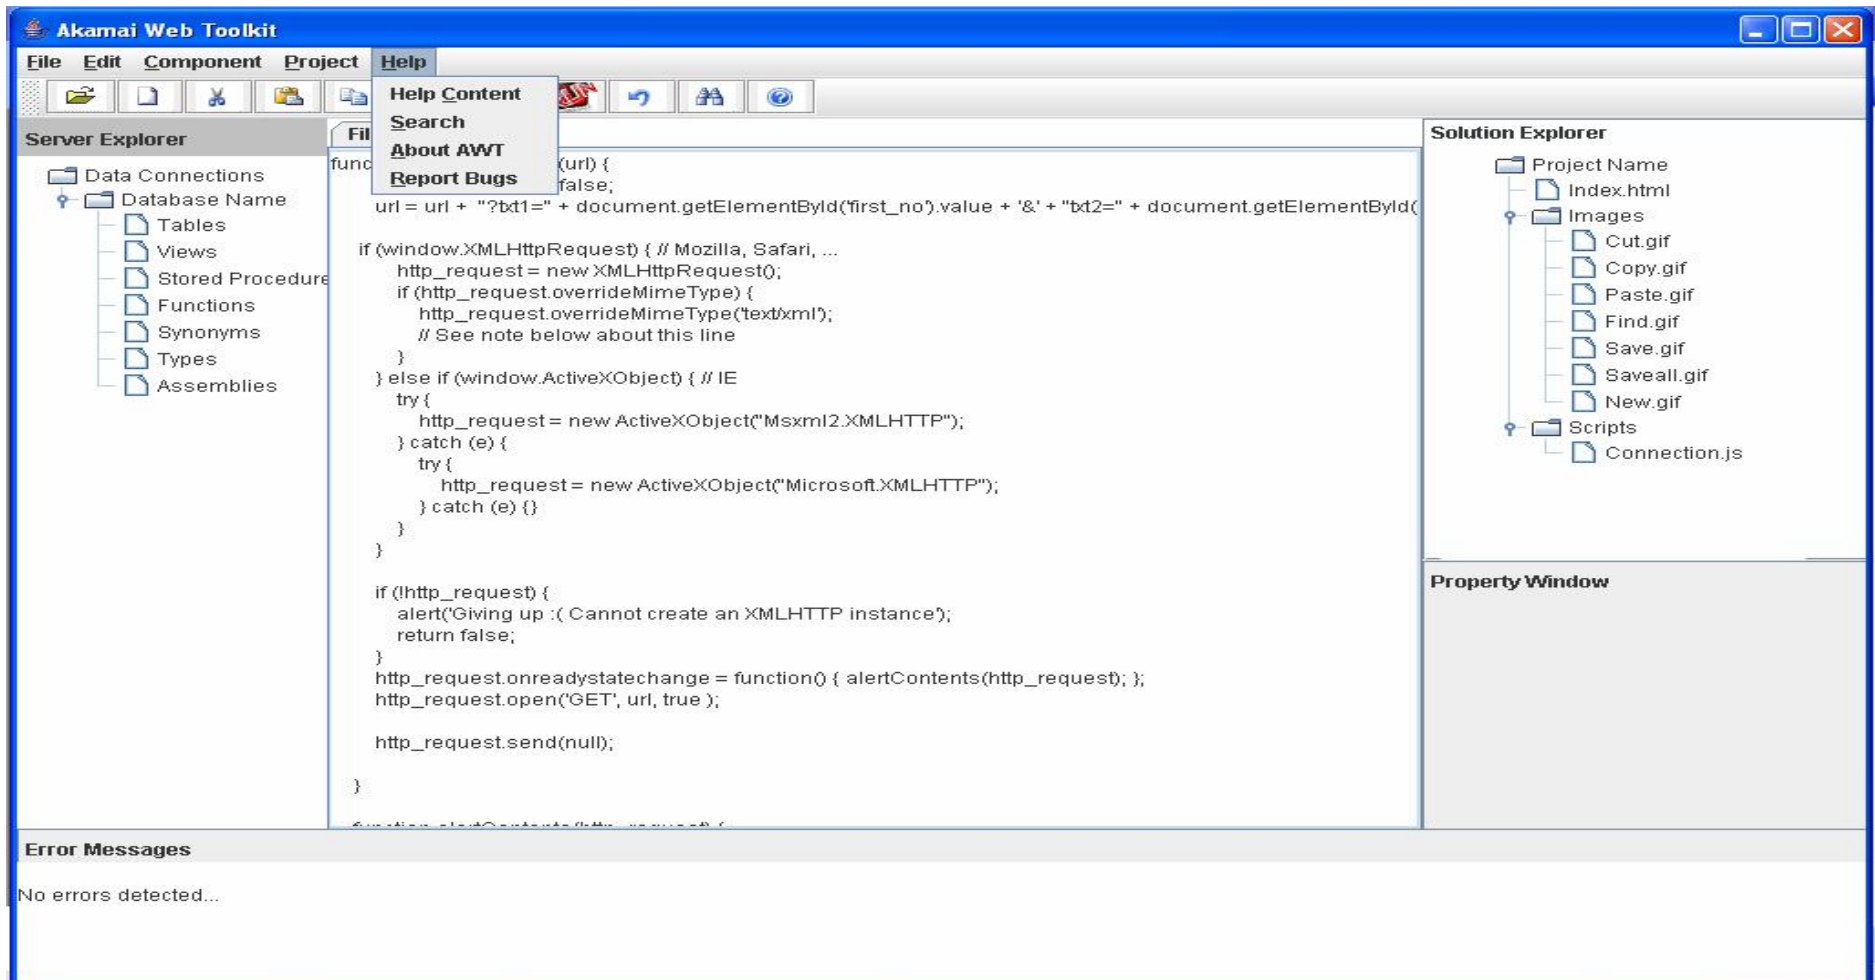 Akamai Web Toolkit
File Edit Component Project Help
Help Content
Search
About AWT
Report Bugs
Server Explorer
Data Connections
Database Name
Tables
Views
Stored Procedure
Functions
Synonyms
Types
Assemblies
Fil
func (url) {
false;
url = url + "?txt1=" + document.getElementById('first_no').value + '&' + "txt2=" + document.getElementById(
if (window.XMLHttpRequest) { // Mozilla, Safari, ...
http_request = new XMLHttpRequest();
if (http_request.overrideMimeType) {
http_request.overrideMimeType('text/xml');
// See note below about this line
}
} else if (window.ActiveXObject) { // IE
try {
http_request = new ActiveXObject("Msxml2.XMLHTTP");
} catch (e) {
try {
http_request = new ActiveXObject("Microsoft.XMLHTTP");
} catch (e) {}
}
}
if (!http_request) {
alert('Giving up :( Cannot create an XMLHTTP instance');
return false;
}
http_request.onreadystatechange = function() { alertContents(http_request); };
http_request.open('GET', url, true );
http_request.send(null);
}
function alertContents(http_request) {
Solution Explorer
Project Name
Index.html
Images
Cut.gif
Copy.gif
Paste.gif
Find.gif
Save.gif
Saveall.gif
New.gif
Scripts
Connection.js
Property Window
Error Messages
No errors detected...